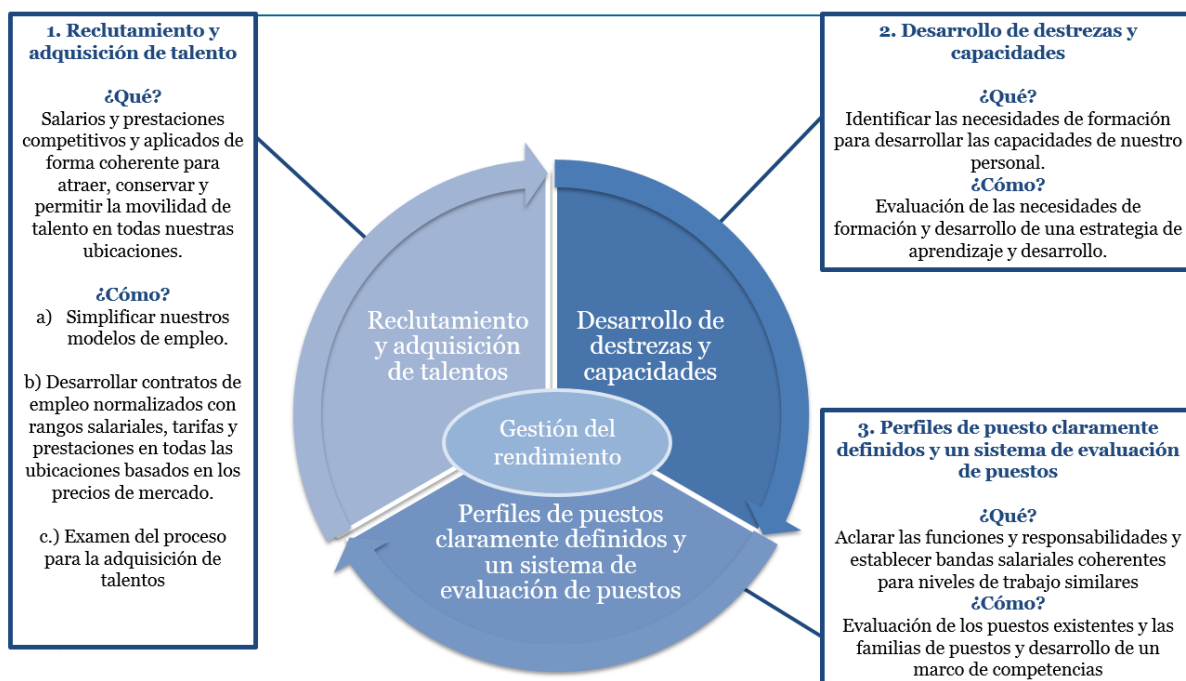 1. Reclutamiento y
adquisición de talento
¿Qué?
Salarios y prestaciones
competitivos y aplicados de
forma coherente para
atraer, conservar y
permitir la movilidad de
talento en todas nuestras
ubicaciones.
¿Cómo?
a) Simplificar nuestros
modelos de empleo.
b) Desarrollar contratos de
empleo normalizados con
rangos salariales, tarifas y
prestaciones en todas las
ubicaciones basados en los
precios de mercado.
c.) Examen del proceso
para la adquisición de
talentos
Reclutamiento
y adquisición
de talentos
Desarrollo de
destrezas y
capacidades
Gestión del
rendimiento
Perfiles de puestos
claramente definidos y
un sistema de
evaluación de puestos
2. Desarrollo de destrezas y
capacidades
¿Qué?
Identificar las necesidades de formación
para desarrollar las capacidades de nuestro
personal.
¿Cómo?
Evaluación de las necesidades de
formación y desarrollo de una estrategia de
aprendizaje y desarrollo.
3. Perfiles de puesto claramente
definidos y un sistema de evaluación
de puestos
¿Qué?
Aclarar las funciones y responsabilidades y
establecer bandas salariales coherentes
para niveles de trabajo similares
¿Cómo?
Evaluación de los puestos existentes y las
familias de puestos y desarrollo de un
marco de competencias